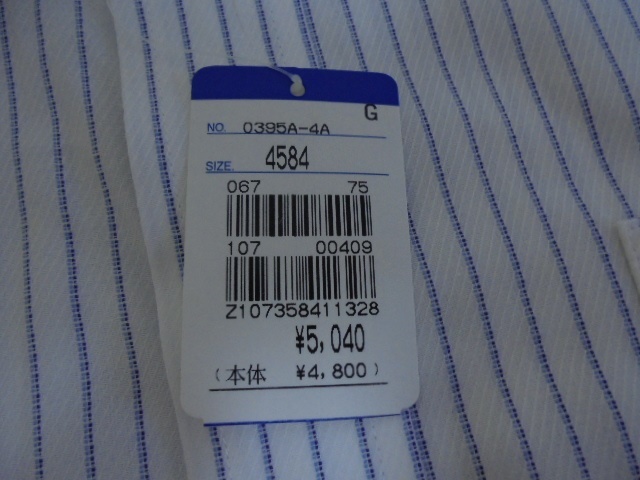 G
NO. 0395A-4A
SIZE. 4584
067 75
107 00409
Z107358411328
¥5,040
(本体 ¥4,800)